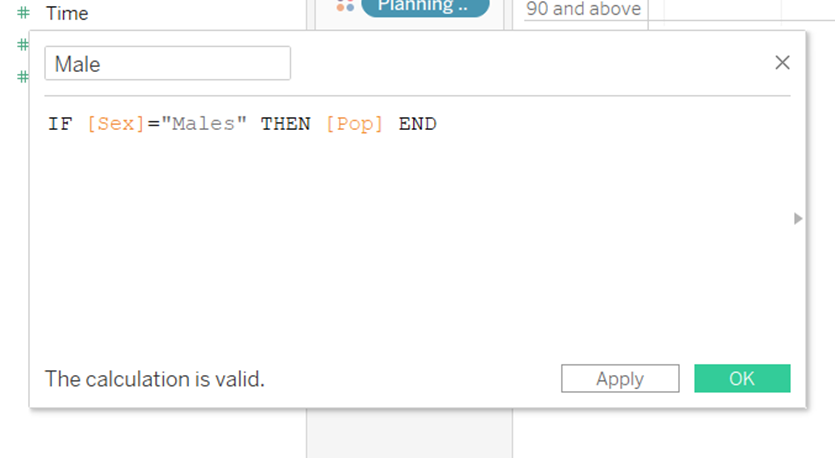 Time
Planning ..
90 and above
#
#
#
Male
IF [Sex]="Males" THEN [Pop] END
The calculation is valid.
Apply
OK